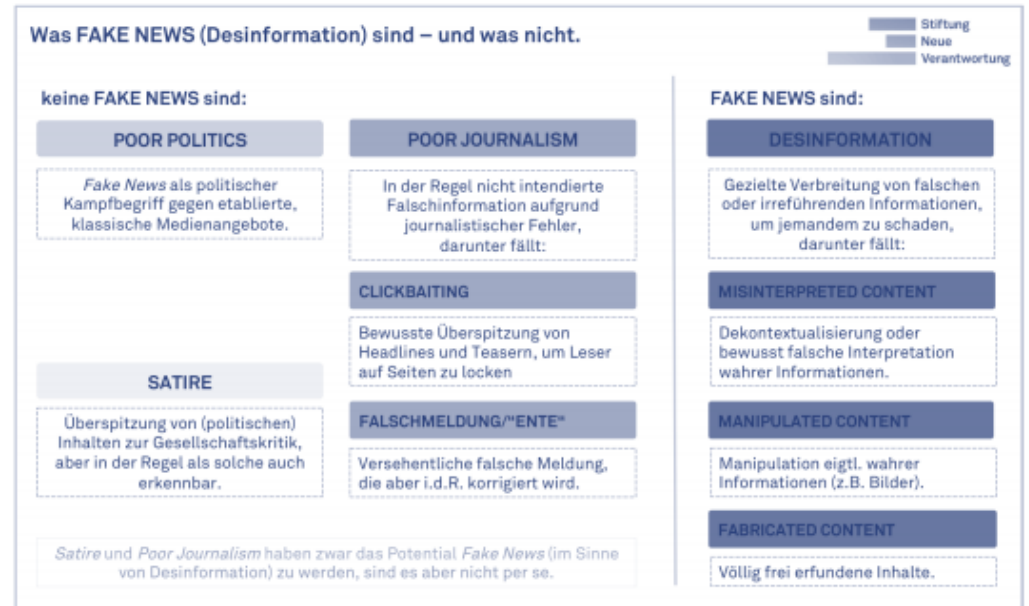 Was FAKE NEWS (Desinformation) sind – und was nicht.
Stiftung
Neue
Verantwortung
keine FAKE NEWS sind:
POOR POLITICS
Fake News als politischer
Kampfbegriff gegen etablierte,
klassische Medienangebote.
SATIRE
Überspitzung von (politischen)
Inhalten zur Gesellschaftskritik,
aber in der Regel als solche auch
erkennbar.
POOR JOURNALISM
In der Regel nicht intendierte
Falschinformation aufgrund
journalistischer Fehler,
darunter fällt:
CLICKBAITING
Bewusste Überspitzung von
Headlines und Teasern, um Leser
auf Seiten zu locken
FALSCHMELDUNG/"ENTE"
Versehentliche falsche Meldung,
die aber i.d.R. korrigiert wird.
Satire und Poor Journalism haben zwar das Potential Fake News (im Sinne
von Desinformation) zu werden, sind es aber nicht per se.
FAKE NEWS sind:
DESINFORMATION
Gezielte Verbreitung von falschen
oder irreführenden Informationen,
um jemandem zu schaden,
darunter fällt:
MISINTERPRETED CONTENT
Dekontextualisierung oder
bewusst falsche Interpretation
wahrer Informationen.
MANIPULATED CONTENT
Manipulation eigtl. wahrer
Informationen (z.B. Bilder).
FABRICATED CONTENT
Völlig frei erfundene Inhalte.